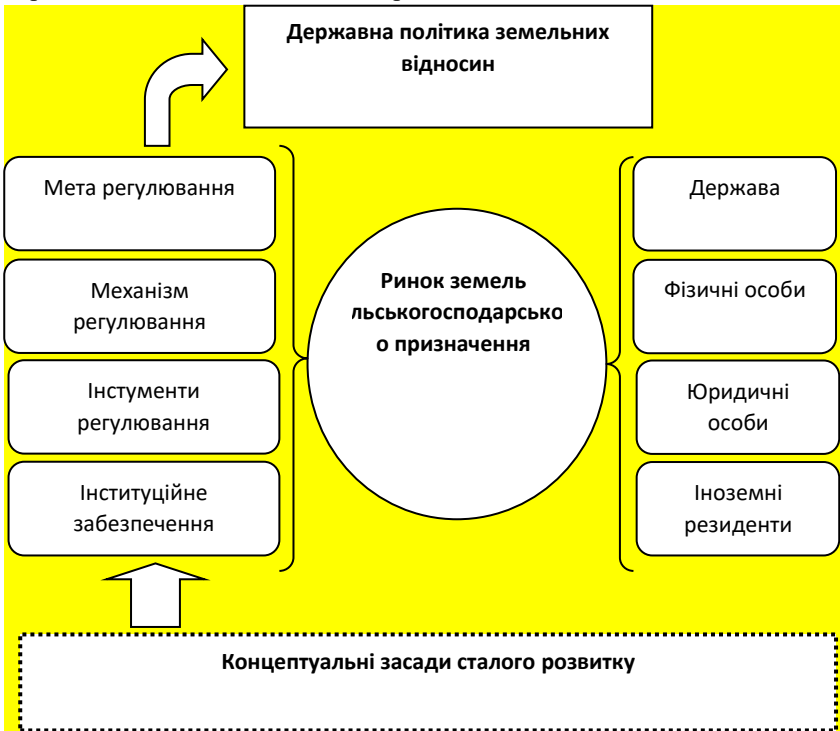 Державна політика земельних
відносин
Мета регулювання
Механізм
регулювання
Інстументи
регулювання
Інституційне
забезпечення
Ринок земель
льськогосподарсько
о призначення
Держава
Фізичні особи
Юридичні
особи
Іноземні
резиденти
Концептуальні засади сталого розвитку